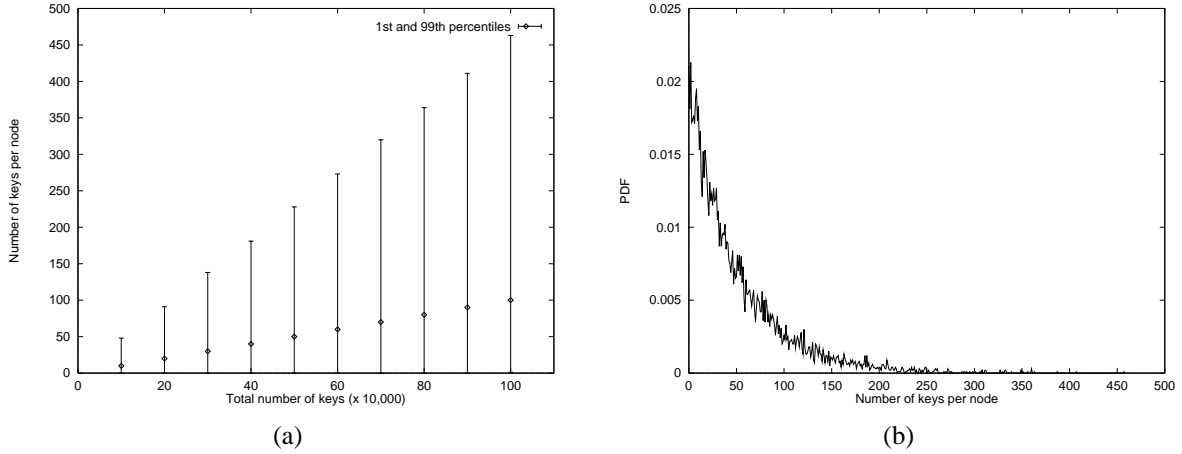 500
450
400
350
300
250
200
150
100
50
0
Number of keys per node
1st and 99th percentiles
0 20 40 60 80 100
Total number of keys (x 10,000)
(a)
0.025
0.02
0.015
0.01
0.005
0
PDF
0 50 100 150 200 250 300 350 400 450 500
Number of keys per node
(b)